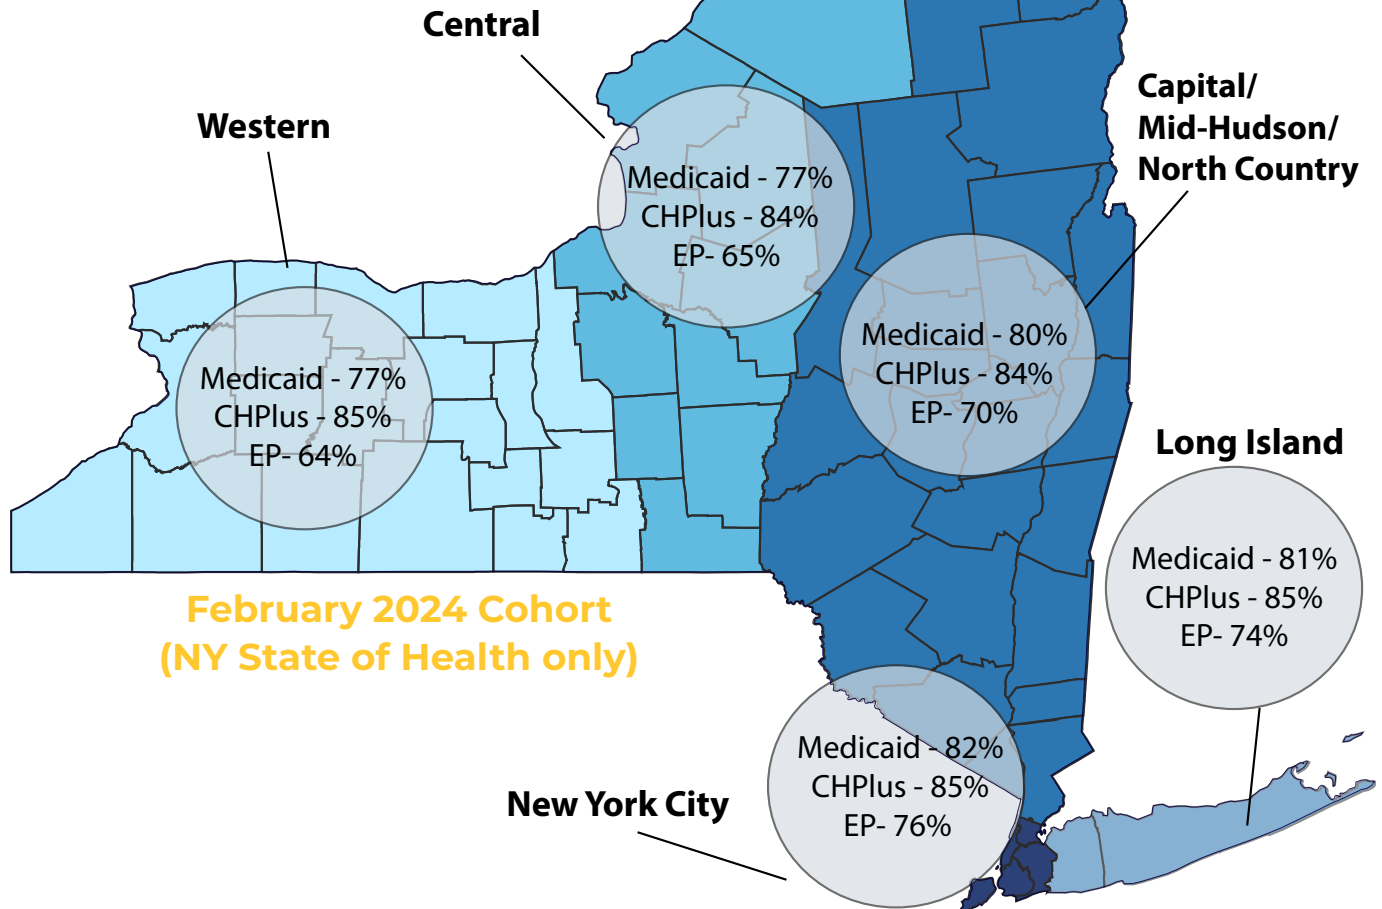 Central
Western
Capital/
Mid-Hudson/
North Country
Medicaid - 77%
CHPlus - 84%
EP- 65%
Medicaid - 80%
CHPlus - 84%
EP- 70%
Medicaid - 77%
CHPlus - 85%
EP- 64%
Long Island
Medicaid - 81%
CHPlus - 85%
EP- 74%
February 2024 Cohort
(NY State of Health only)
New York City
Medicaid - 82%
CHPlus - 85%
EP- 76%